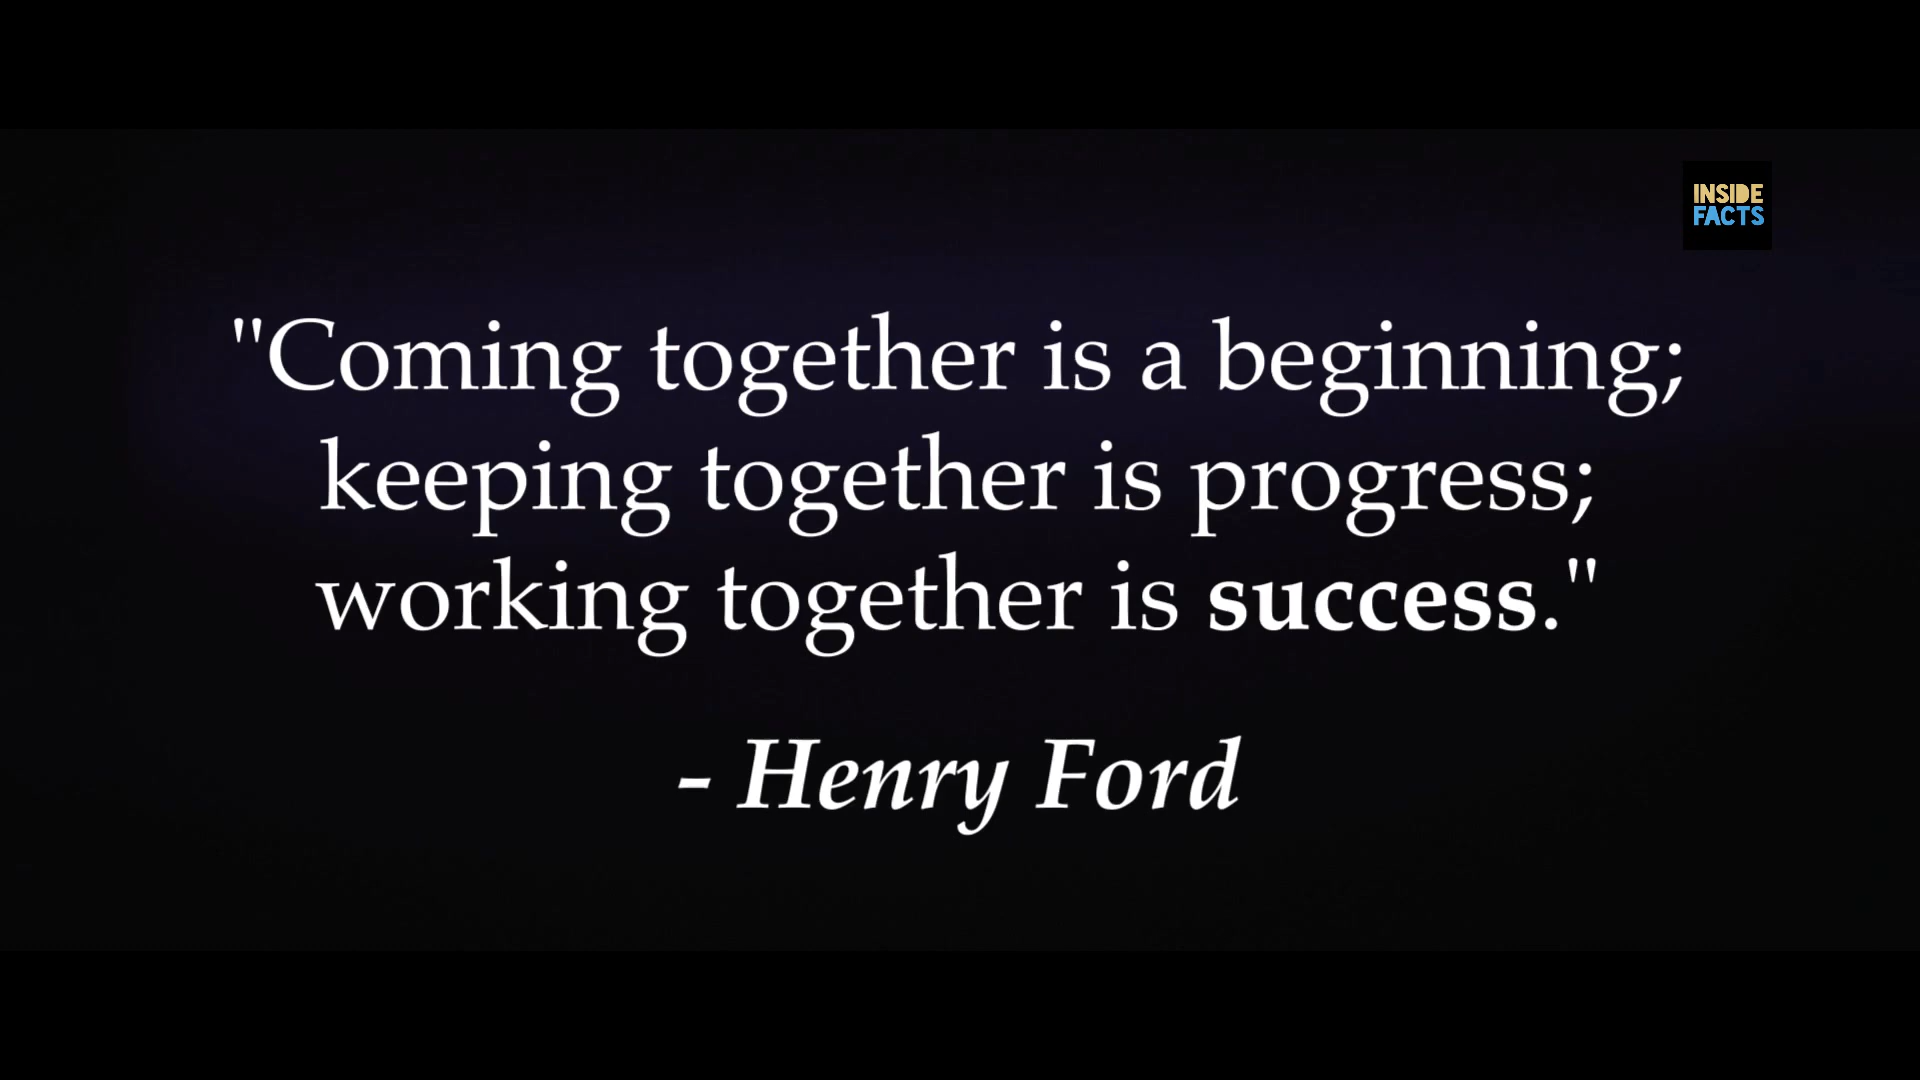 INSIDE
FACTS
"Coming together is a beginning;
keeping together is progress;
working together is success."
- Henry Ford